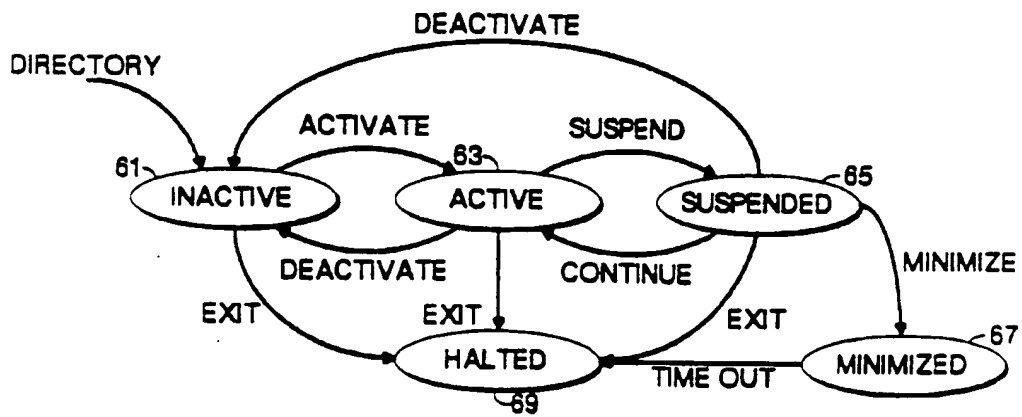 DEACTIVATE
DIRECTORY
ACTIVATE
SUSPEND
61
63
65
INACTIVE
ACTIVE
SUSPENDED
DEACTIVATE
CONTINUE
MINIMIZE
EXIT
EXIT
EXIT
67
HALTED
MINIMIZED
TIME OUT
69